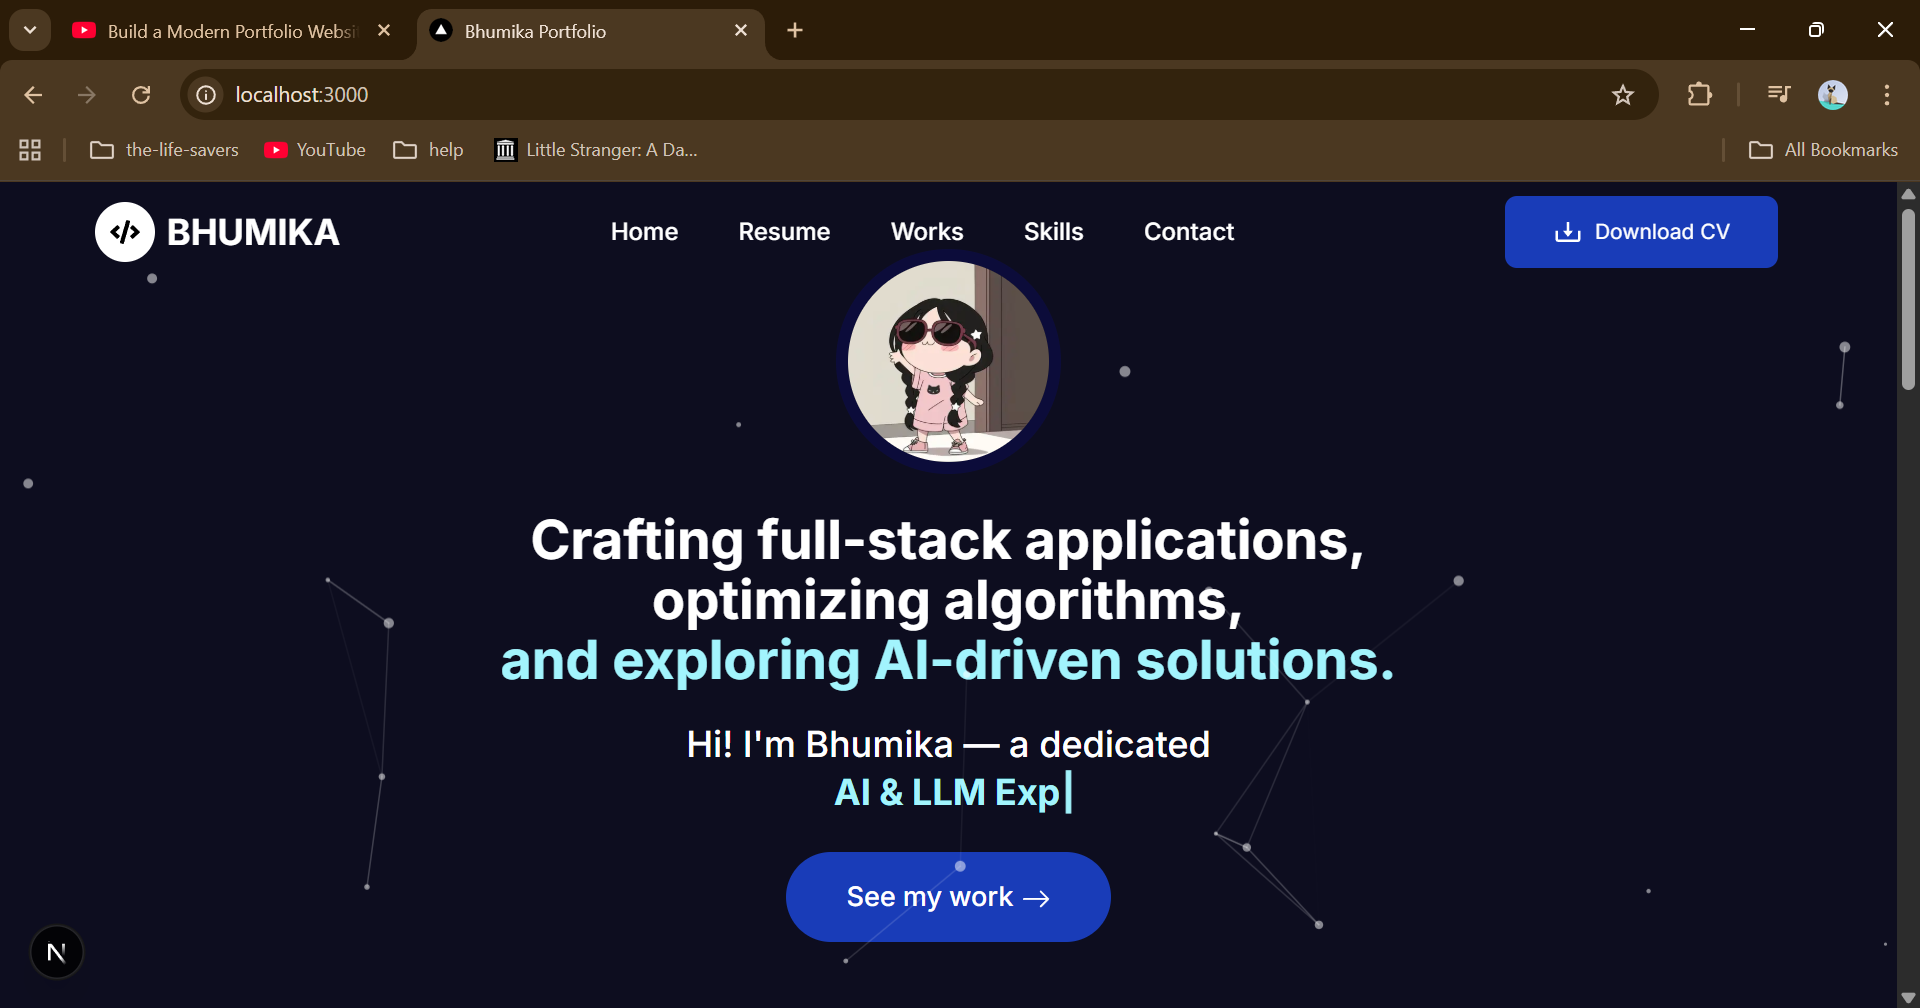 Build a Modern Portfolio Websi
Bhumika Portfolio
localhost:3000
the-life-savers
YouTube
help
Little Stranger: A Da...
All Bookmarks
</> BHUMIKA
Home
Resume
Works
Skills
Contact
Download CV
Crafting full-stack applications,
optimizing algorithms,
and exploring AI-driven solutions.
Hi! I'm Bhumika — a dedicated
AI & LLM Exp|
See my work →
N